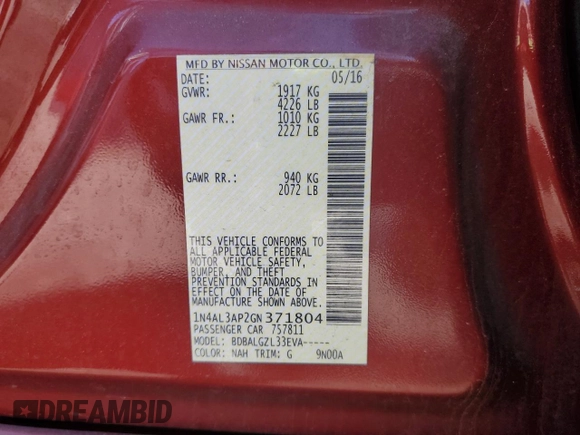 MFD BY NISSAN MOTOR CO., LTD.
DATE: 05/16
GVWR: 1917 KG
4226 LB
GAWR FR.: 1010 KG
2227 LB
GAWR RR.: 940 KG
2072 LB
THIS VEHICLE CONFORMS TO
ALL APPLICABLE FEDERAL
MOTOR VEHICLE SAFETY,
BUMPER, AND THEFT
PREVENTION STANDARDS IN
EFFECT ON THE DATE OF
MANUFACTURE SHOWN ABOVE.
1N4AL3AP2GN371804
PASSENGER CAR 757811
MODEL: BDBALGZL33EVA-----
COLOR: NAH TRIM: G 9N00A
DREAMBID